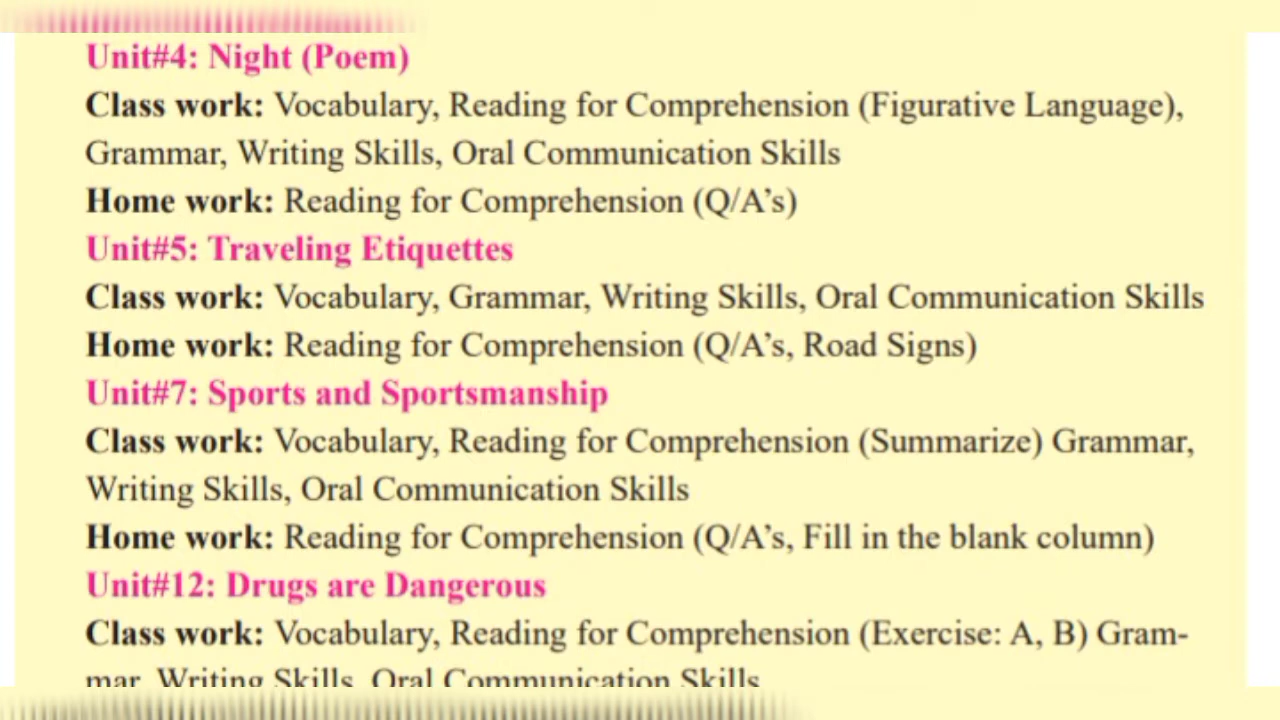 Unit#4: Night (Poem)
Class work: Vocabulary, Reading for Comprehension (Figurative Language),
Grammar, Writing Skills, Oral Communication Skills
Home work: Reading for Comprehension (Q/A’s)
Unit#5: Traveling Etiquettes
Class work: Vocabulary, Grammar, Writing Skills, Oral Communication Skills
Home work: Reading for Comprehension (Q/A’s, Road Signs)
Unit#7: Sports and Sportsmanship
Class work: Vocabulary, Reading for Comprehension (Summarize) Grammar,
Writing Skills, Oral Communication Skills
Home work: Reading for Comprehension (Q/A’s, Fill in the blank column)
Unit#12: Drugs are Dangerous
Class work: Vocabulary, Reading for Comprehension (Exercise: A, B) Gram-
mar, Writing Skills, Oral Communication Skills